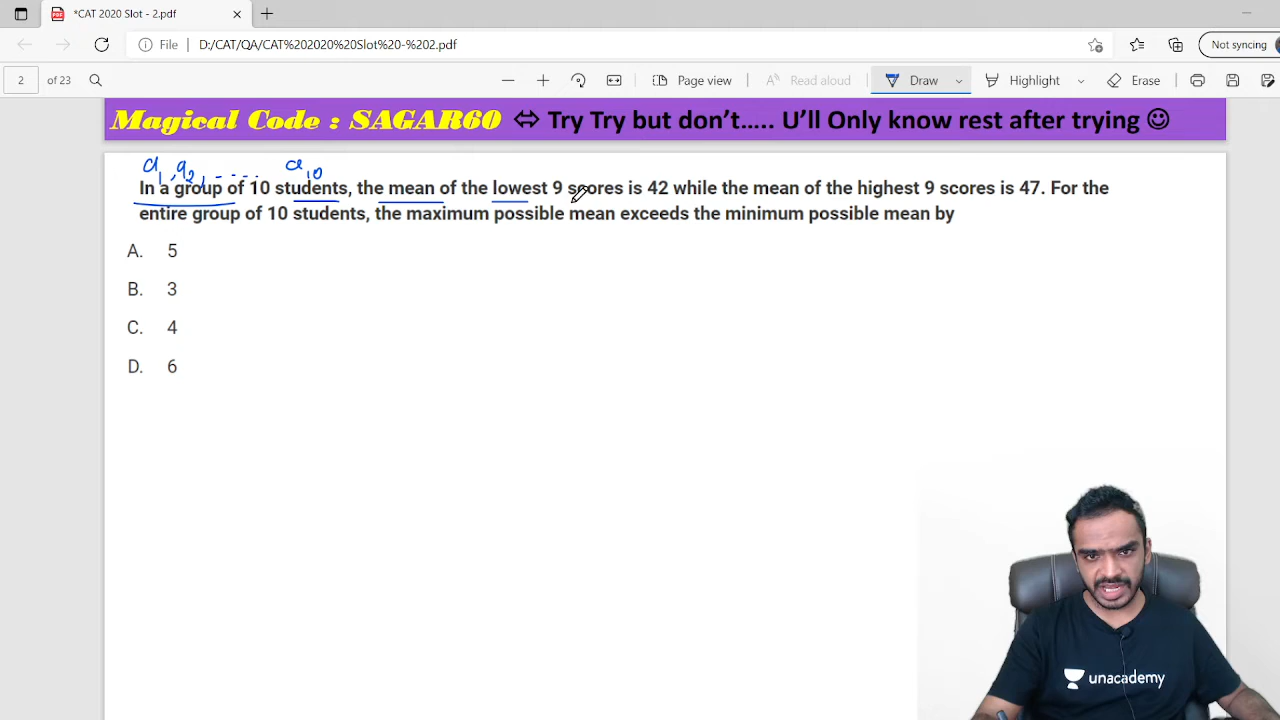 *CAT 2020 Slot - 2.pdf
File D:/CAT/QA/CAT%202020%20Slot%20-%202.pdf Not syncing
2 of 23 Page view Read aloud Draw Highlight Erase
Magical Code : SAGAR60 ⇔ Try Try but don't..... U'll Only know rest after trying ☺
a1, a2, ..... a10
In a group of 10 students, the mean of the lowest 9 scores is 42 while the mean of the highest 9 scores is 47. For the
entire group of 10 students, the maximum possible mean exceeds the minimum possible mean by
A. 5
B. 3
C. 4
D. 6
unacademy